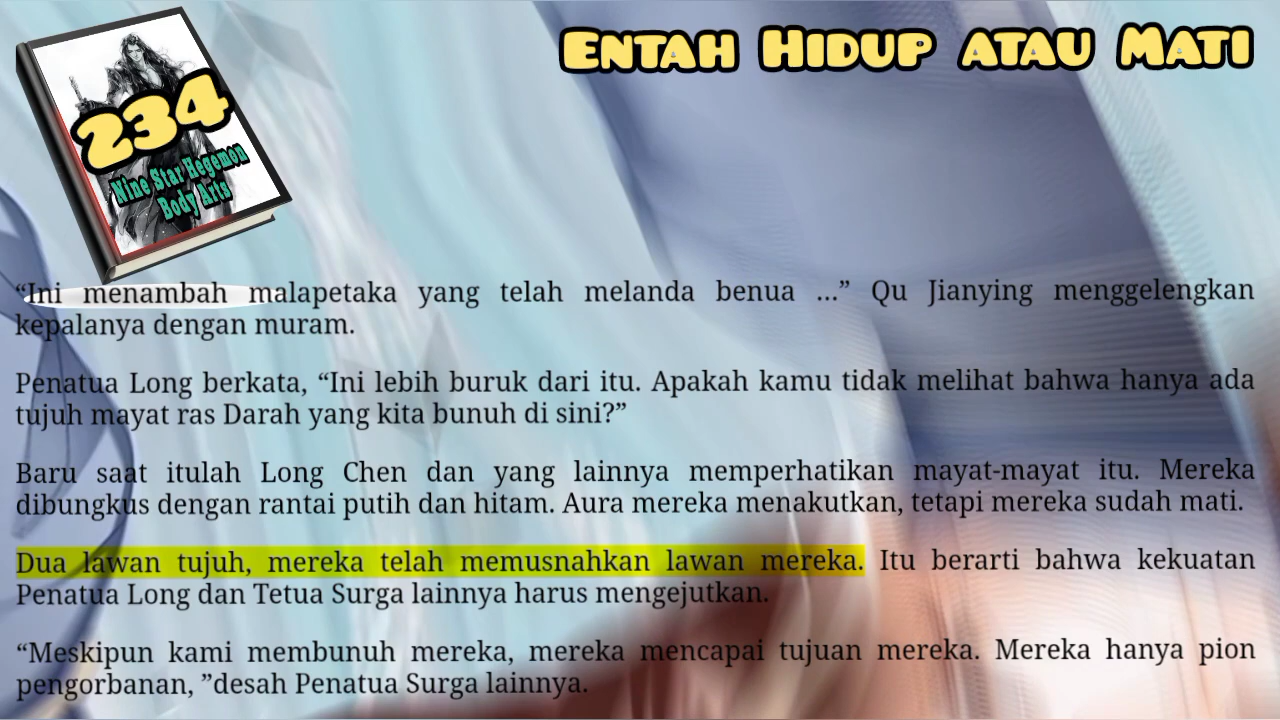 Entah Hidup atau Mati
234
Nine Star Hegemon
Body Arts
“Ini menambah malapetaka yang telah melanda benua ...” Qu Jianying menggelengkan
kepalanya dengan muram.
Penatua Long berkata, “Ini lebih buruk dari itu. Apakah kamu tidak melihat bahwa hanya ada
tujuh mayat ras Darah yang kita bunuh di sini?”
Baru saat itulah Long Chen dan yang lainnya memperhatikan mayat-mayat itu. Mereka
dibungkus dengan rantai putih dan hitam. Aura mereka menakutkan, tetapi mereka sudah mati.
Dua lawan tujuh, mereka telah memusnahkan lawan mereka. Itu berarti bahwa kekuatan
Penatua Long dan Tetua Surga lainnya harus mengejutkan.
“Meskipun kami membunuh mereka, mereka mencapai tujuan mereka. Mereka hanya pion
pengorbanan, ”desah Penatua Surga lainnya.